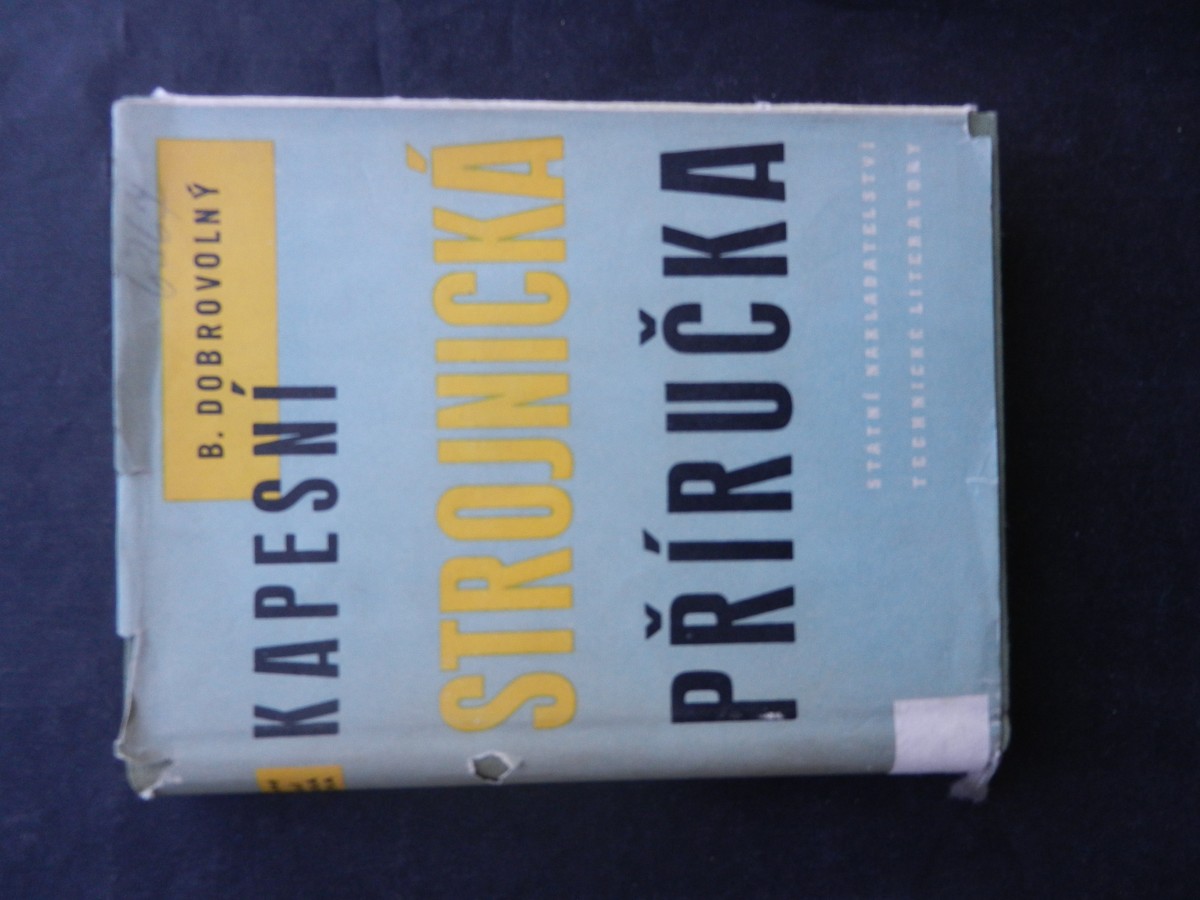 B. DOBROVOLNÝ
KAPESNÍ
STROJNICKÁ
PŘÍRUČKA
STÁTNÍ NAKLADATELSTVÍ
TECHNICKÉ LITERATURY